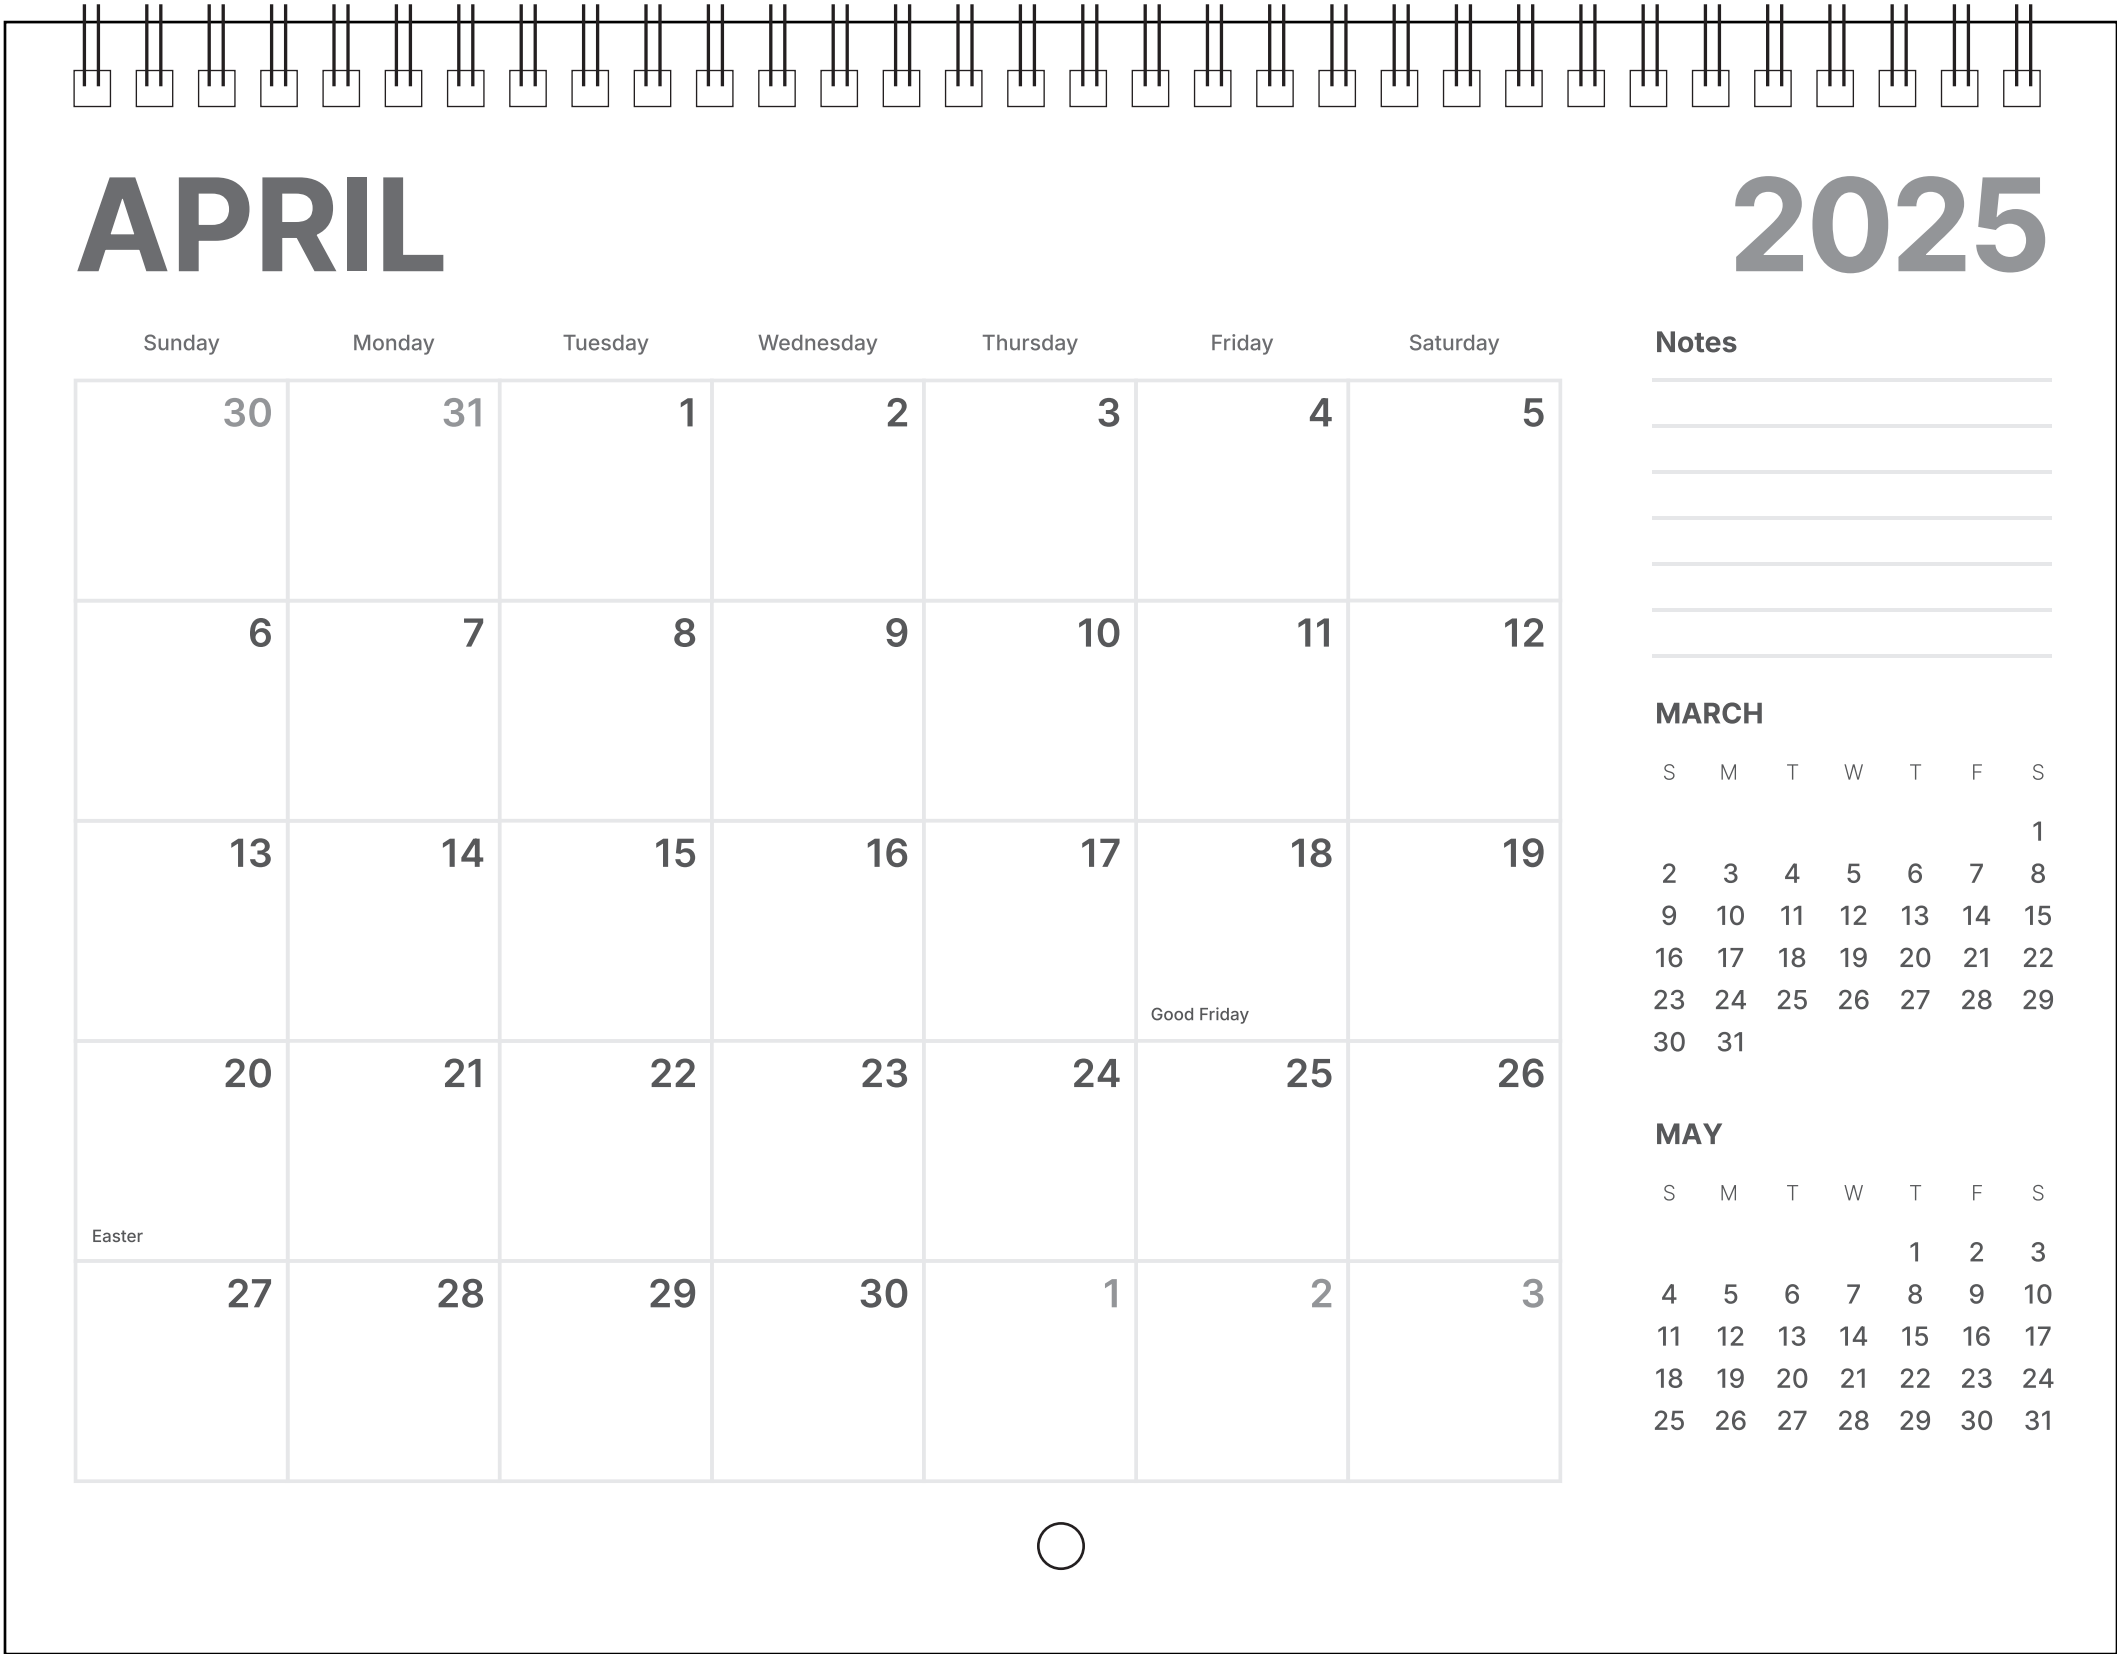 APRIL 2025
Sunday Monday Tuesday Wednesday Thursday Friday Saturday
30 31 1 2 3 4 5
6 7 8 9 10 11 12
13 14 15 16 17 18 19
Good Friday
20 21 22 23 24 25 26
Easter
27 28 29 30 1 2 3
Notes
MARCH
S M T W T F S
1
2 3 4 5 6 7 8
9 10 11 12 13 14 15
16 17 18 19 20 21 22
23 24 25 26 27 28 29
30 31
MAY
S M T W T F S
1 2 3
4 5 6 7 8 9 10
11 12 13 14 15 16 17
18 19 20 21 22 23 24
25 26 27 28 29 30 31